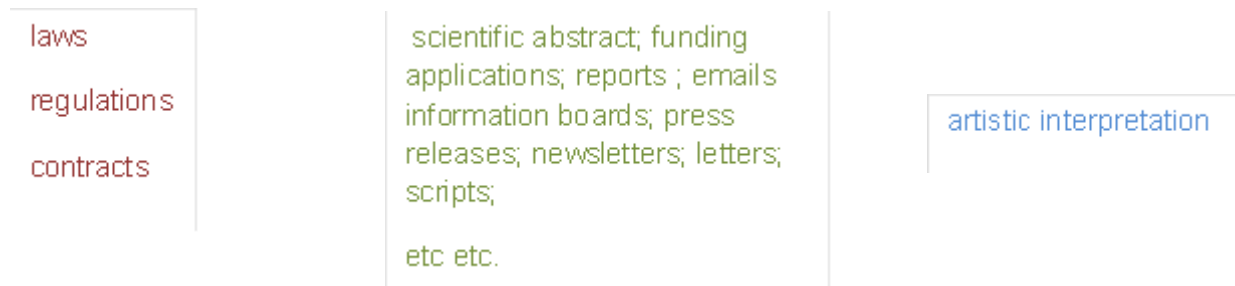 laws
regulations
contracts
scientific abstract; funding
applications; reports ; emails
information boards; press
releases; newsletters; letters;
scripts;
etc etc.
artistic interpretation